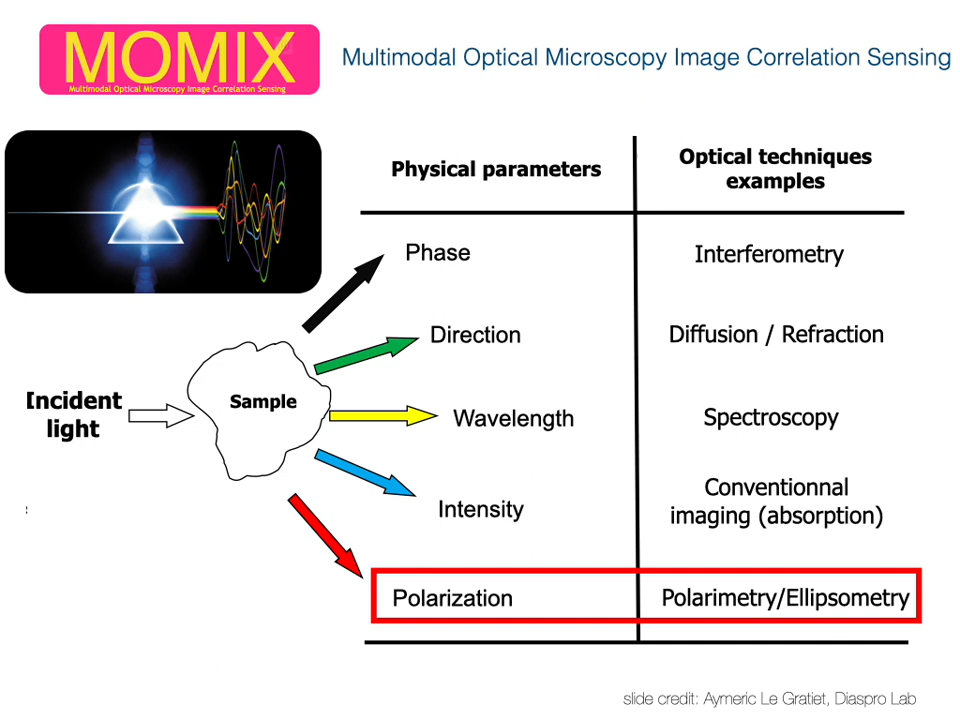 MOMIX
Multimodal Optical Microscopy Image Correlation Sensing
Multimodal Optical Microscopy Image Correlation Sensing
Physical parameters
Optical techniques
examples
Phase
Interferometry
Direction
Diffusion / Refraction
Incident
light
Sample
Wavelength
Spectroscopy
Intensity
Conventionnal
imaging (absorption)
Polarization
Polarimetry/Ellipsometry
slide credit: Aymeric Le Gratiet, Diaspro Lab